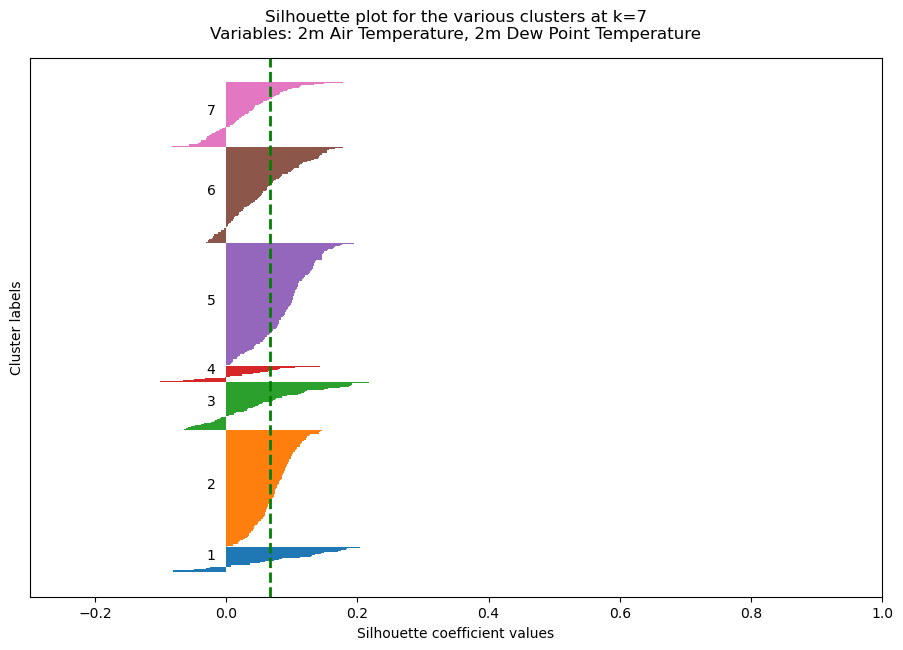 Silhouette plot for the various clusters at k=7
Variables: 2m Air Temperature, 2m Dew Point Temperature
7
6
5
4
3
2
1
Cluster labels
−0.2 0.0 0.2 0.4 0.6 0.8 1.0
Silhouette coefficient values